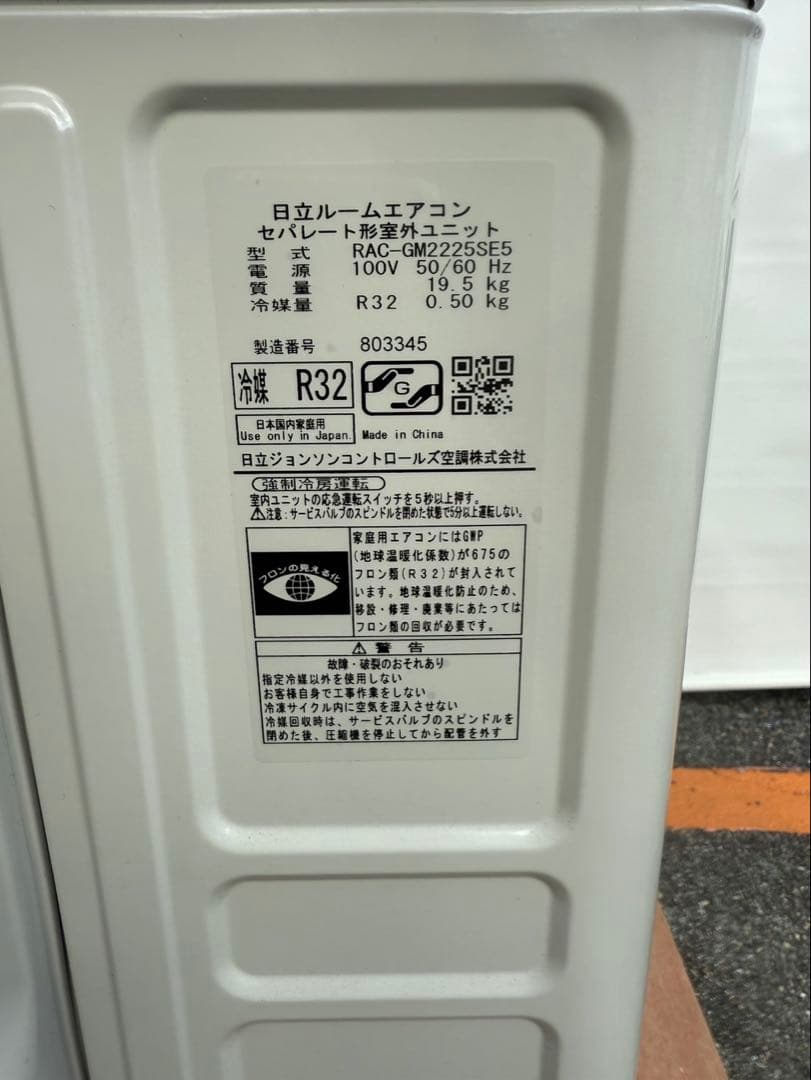 日立ルームエアコン
セパレート形室外ユニット
型 式 RAC-GM2225SE5
電 源 100V 50/60 Hz
質 量 19.5 kg
冷媒量 R32 0.50 kg
製造番号 803345
冷媒 R32
G
日本国内家庭用
Use only in Japan.
Made in China
日立ジョンソンコントロールズ空調株式会社
強制冷房運転
室内ユニットの応急運転スイッチを5秒以上押す。
⚠注意:サービスバルブのスピンドルを閉めた状態で5分以上運転しない。
フロンの見える化
家庭用エアコンにはGWP
(地球温暖化係数)が675の
フロン類(R32)が封入されて
います。地球温暖化防止のため、
移設・修理・廃棄等にあたっては
フロン類の回収が必要です。
⚠警 告
故障・破裂のおそれあり
指定冷媒以外を使用しない
お客様自身で工事作業をしない
冷凍サイクル内に空気を混入させない
冷媒回収時は、サービスバルブのスピンドルを
閉めた後、圧縮機を停止してから配管を外す